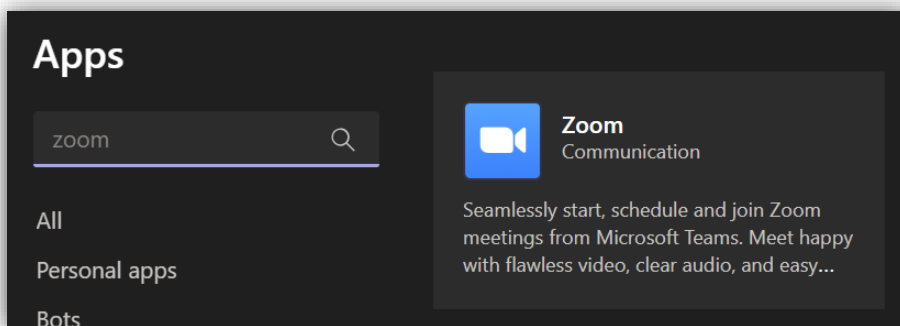 Apps
zoom
All
Personal apps
Bots
Zoom
Communication
Seamlessly start, schedule and join Zoom
meetings from Microsoft Teams. Meet happy
with flawless video, clear audio, and easy...